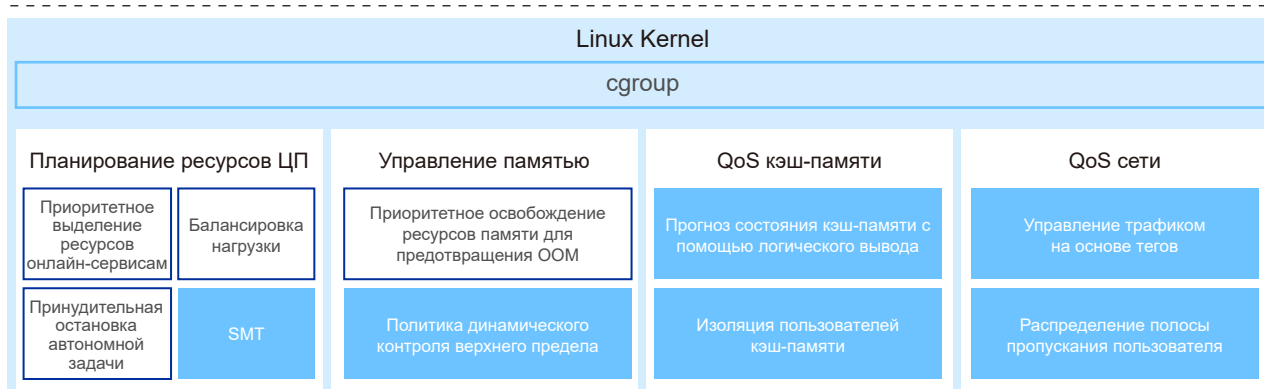 Linux Kernel
cgroup
Планирование ресурсов ЦП
Приоритетное
выделение
ресурсов
онлайн-сервисам
Балансировка
нагрузки
Принудительная
остановка
автономной
задачи
SMT
Управление памятью
Приоритетное освобождение
ресурсов памяти для
предотвращения OOM
Политика динамического
контроля верхнего предела
QoS кэш-памяти
Прогноз состояния кэш-памяти с
помощью логического вывода
Изоляция пользователей
кэш-памяти
QoS сети
Управление трафиком
на основе тегов
Распределение полосы
пропускания пользователя